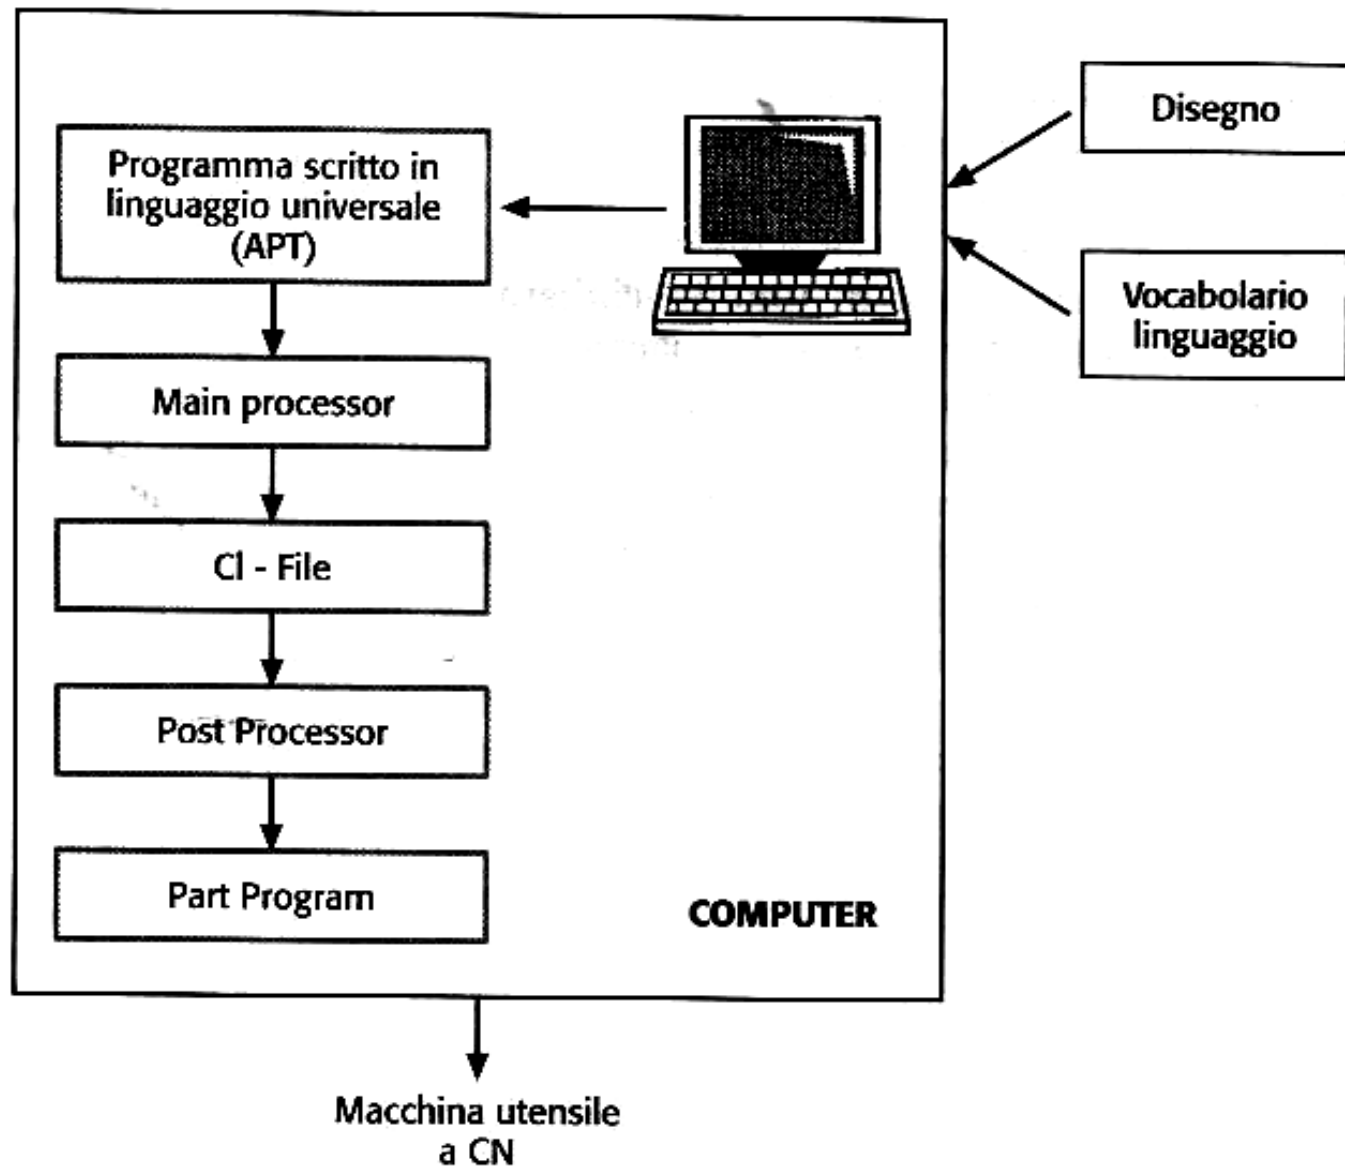 Programma scritto in
linguaggio universale
(APT)
Main processor
Cl - File
Post Processor
Part Program
COMPUTER
Disegno
Vocabolario
linguaggio
Macchina utensile
a CN